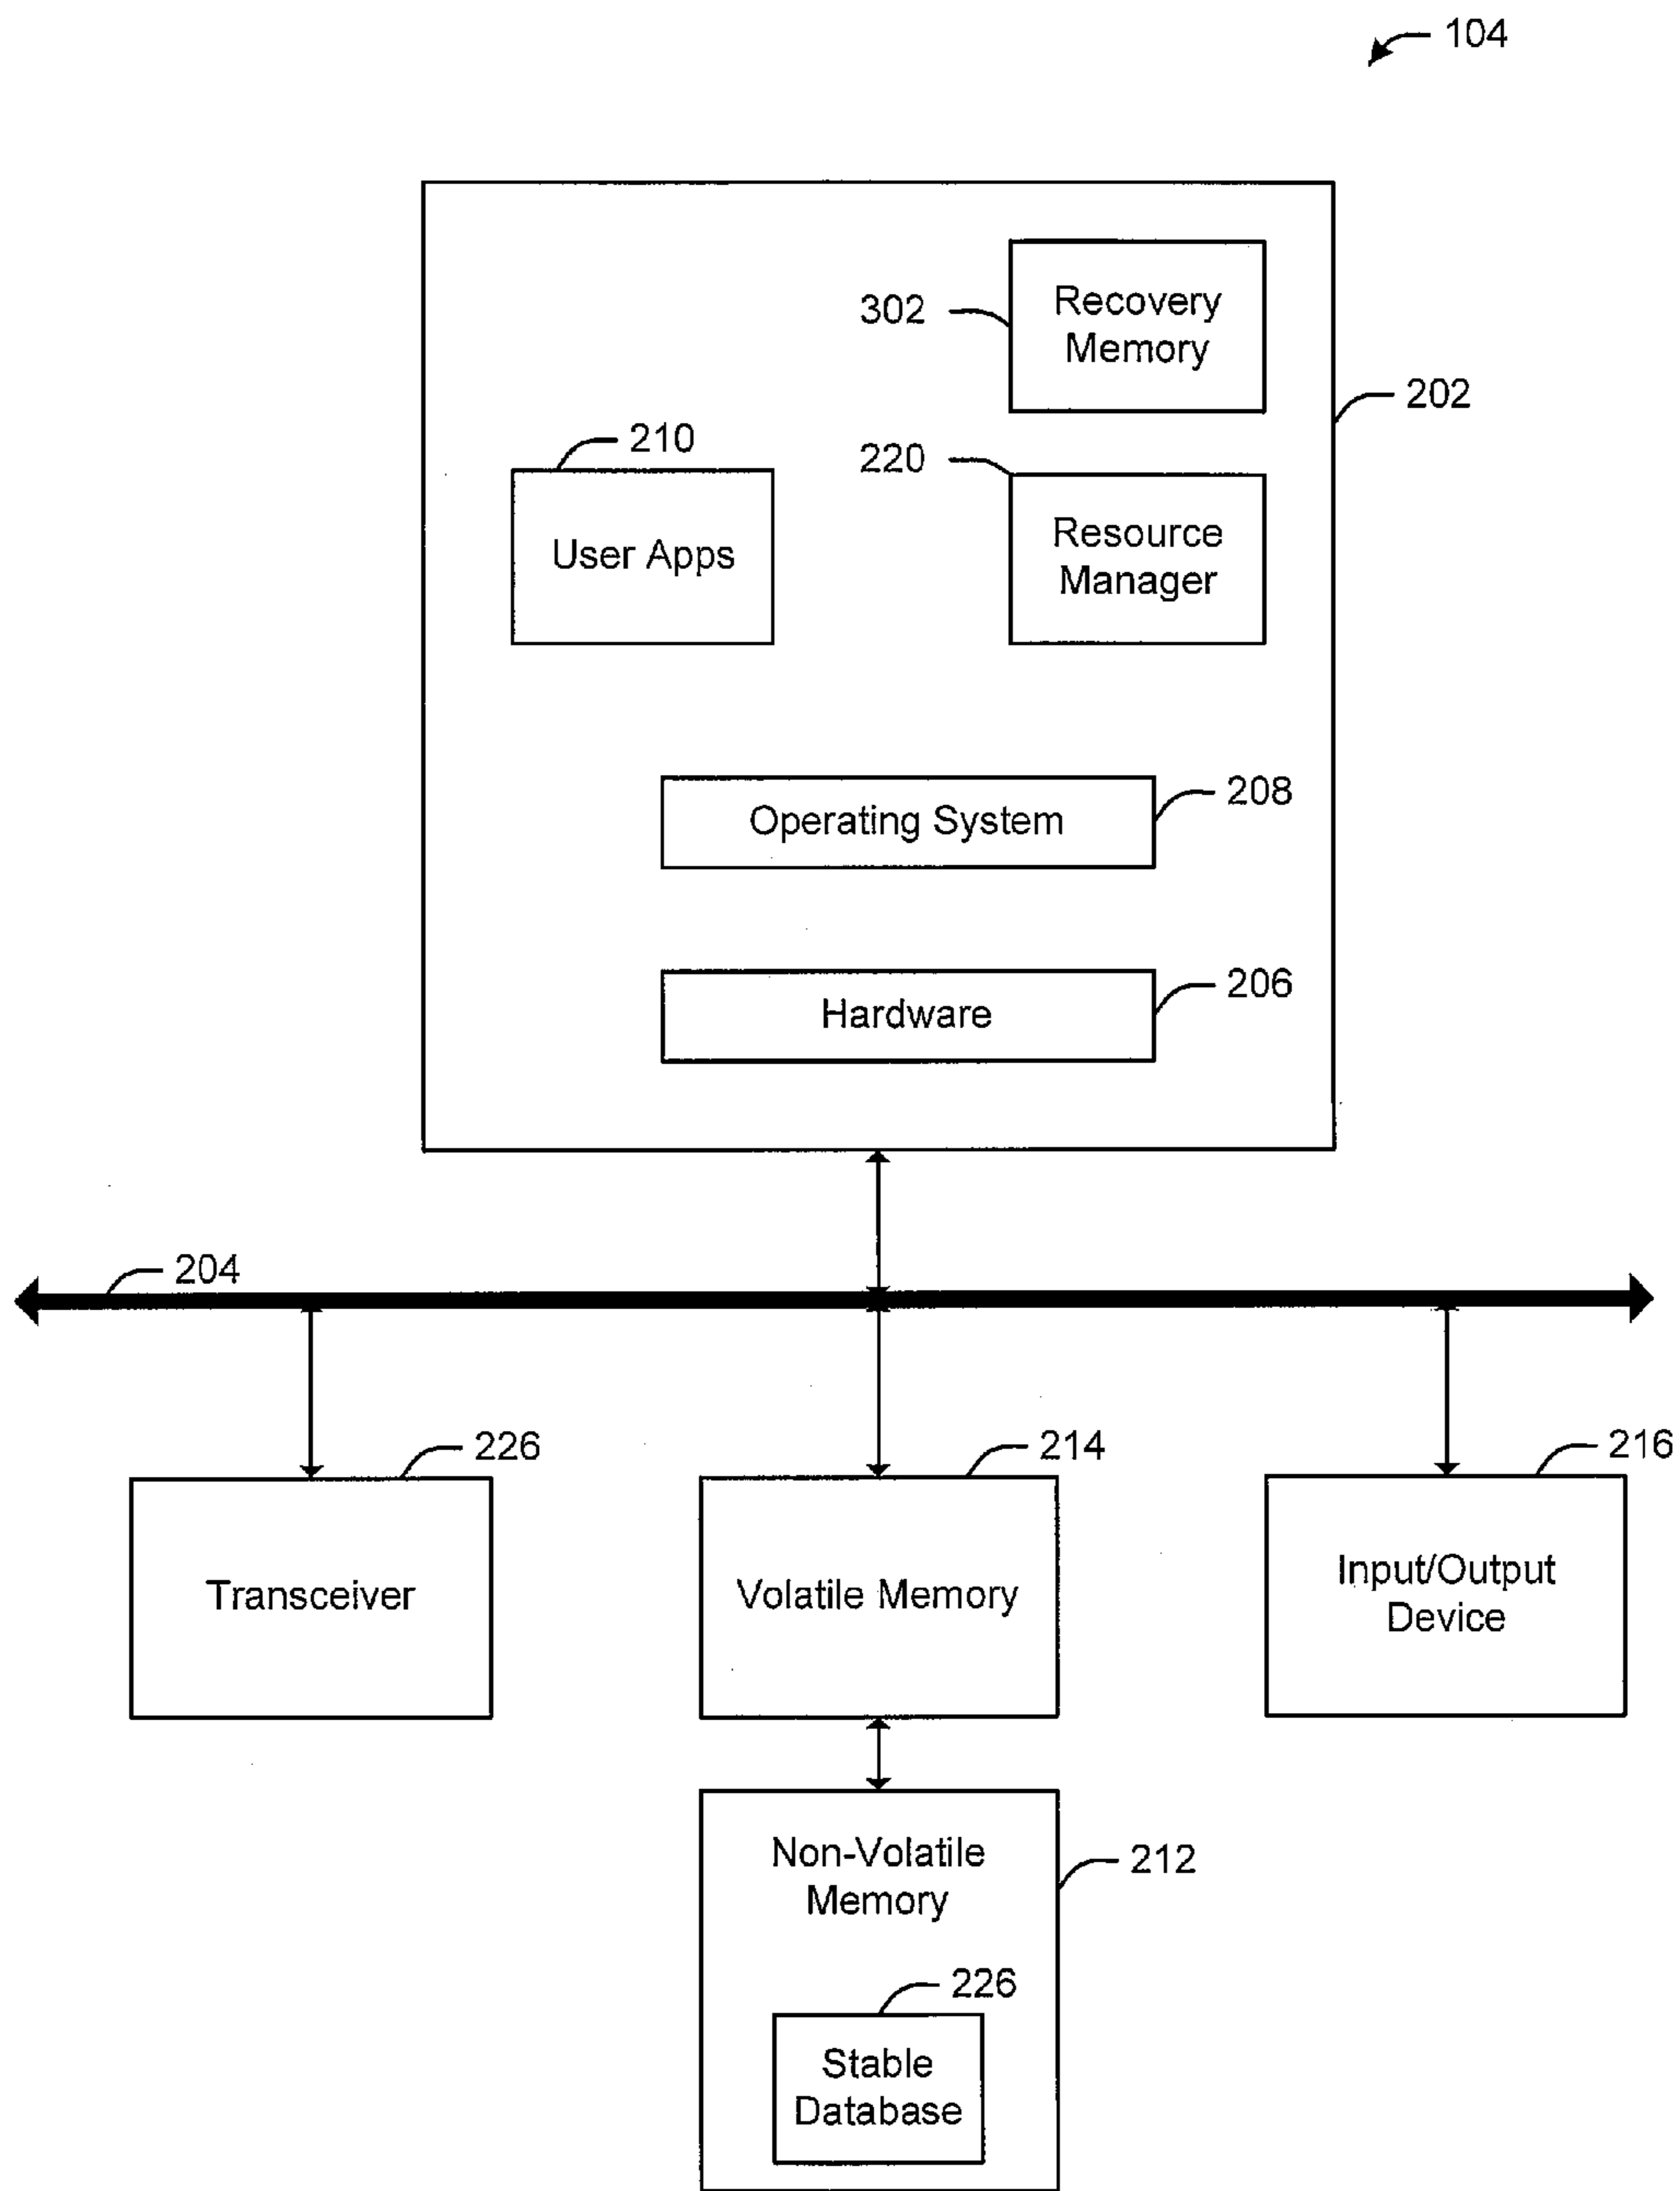 104
Recovery
Memory
302
202
210
220
User Apps
Resource
Manager
Operating System
208
Hardware
206
204
226
214
216
Transceiver
Volatile Memory
Input/Output
Device
Non-Volatile
Memory
212
226
Stable
Database